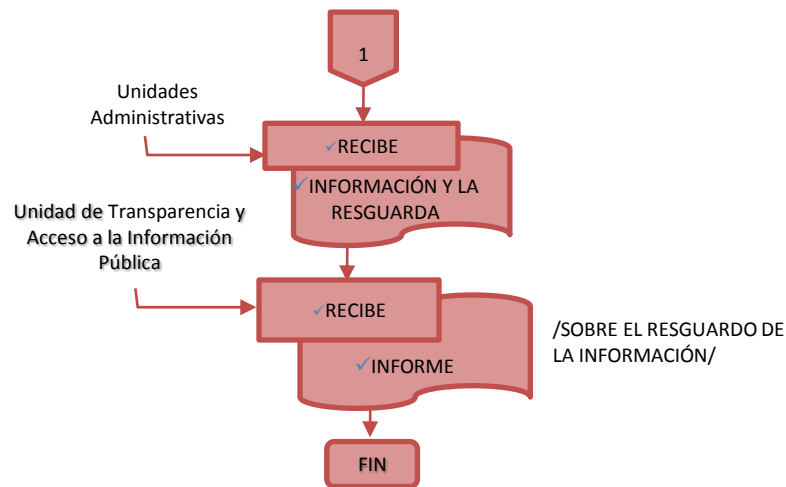 1
Unidades
Administrativas
✓RECIBE
✓INFORMACIÓN Y LA
RESGUARDA
Unidad de Transparencia y
Acceso a la Información
Pública
✓RECIBE
✓INFORME
/SOBRE EL RESGUARDO DE
LA INFORMACIÓN/
FIN